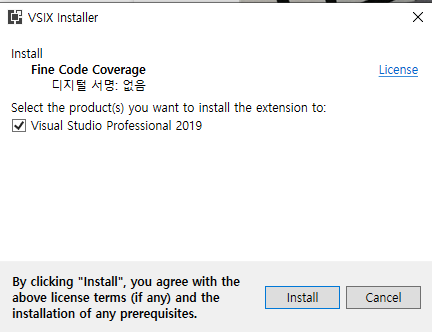 VSIX Installer
Install
Fine Code Coverage
License
디지털 서명: 없음
Select the product(s) you want to install the extension to:
Visual Studio Professional 2019
By clicking "Install", you agree with the
above license terms (if any) and the
installation of any prerequisites.
Install
Cancel